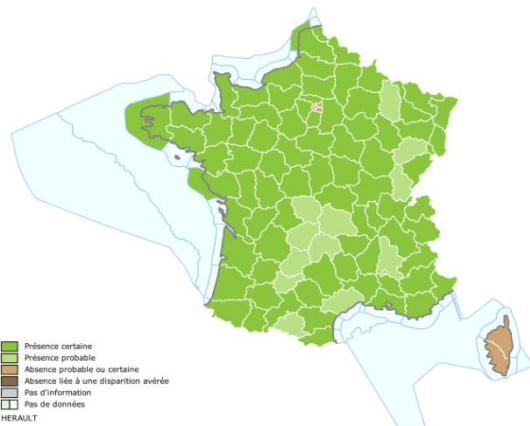 Présence certaine
Présence probable
Absence probable ou certaine
Absence liée à une disparition avérée
Pas d'information
Pas de données
HERAULT